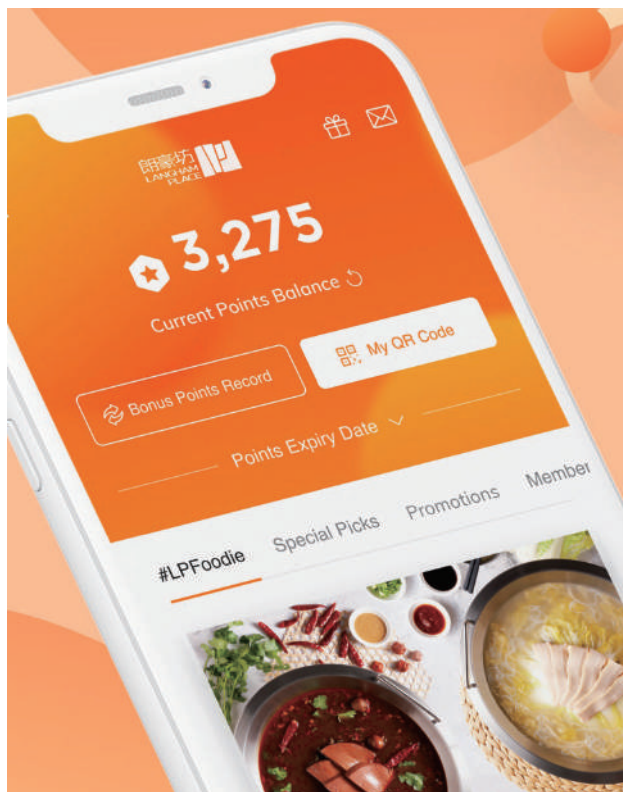 朗豪坊
LANGHAM
PLACE
3,275
Current Points Balance
Bonus Points Record
My QR Code
Points Expiry Date
#LPFoodie
Special Picks
Promotions
Member